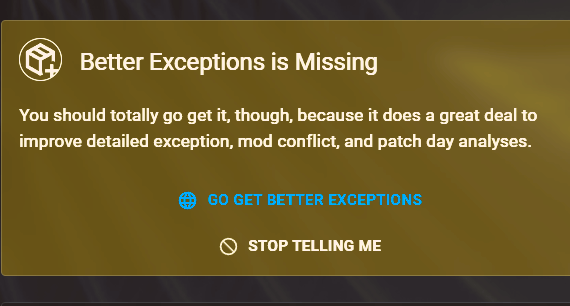 Better Exceptions is Missing
You should totally go get it, though, because it does a great deal to
improve detailed exception, mod conflict, and patch day analyses.
GO GET BETTER EXCEPTIONS
STOP TELLING ME